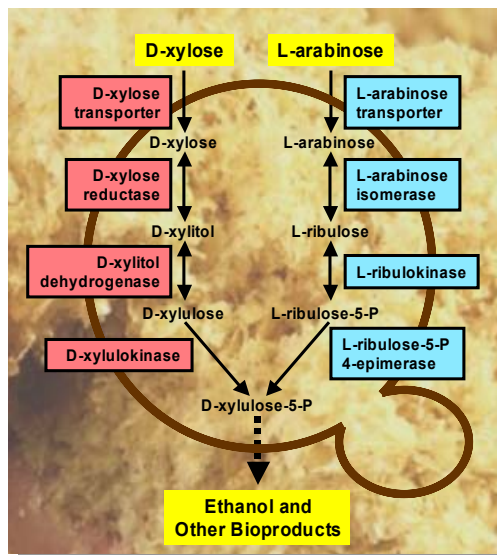 D-xylose
L-arabinose
D-xylose
transporter
L-arabinose
transporter
D-xylose
L-arabinose
D-xylose
reductase
L-arabinose
isomerase
D-xylitol
L-ribulose
D-xylitol
dehydrogenase
L-ribulokinase
D-xylulose
L-ribulose-5-P
D-xylulokinase
L-ribulose-5-P
4-epimerase
D-xylulose-5-P
Ethanol and
Other Bioproducts